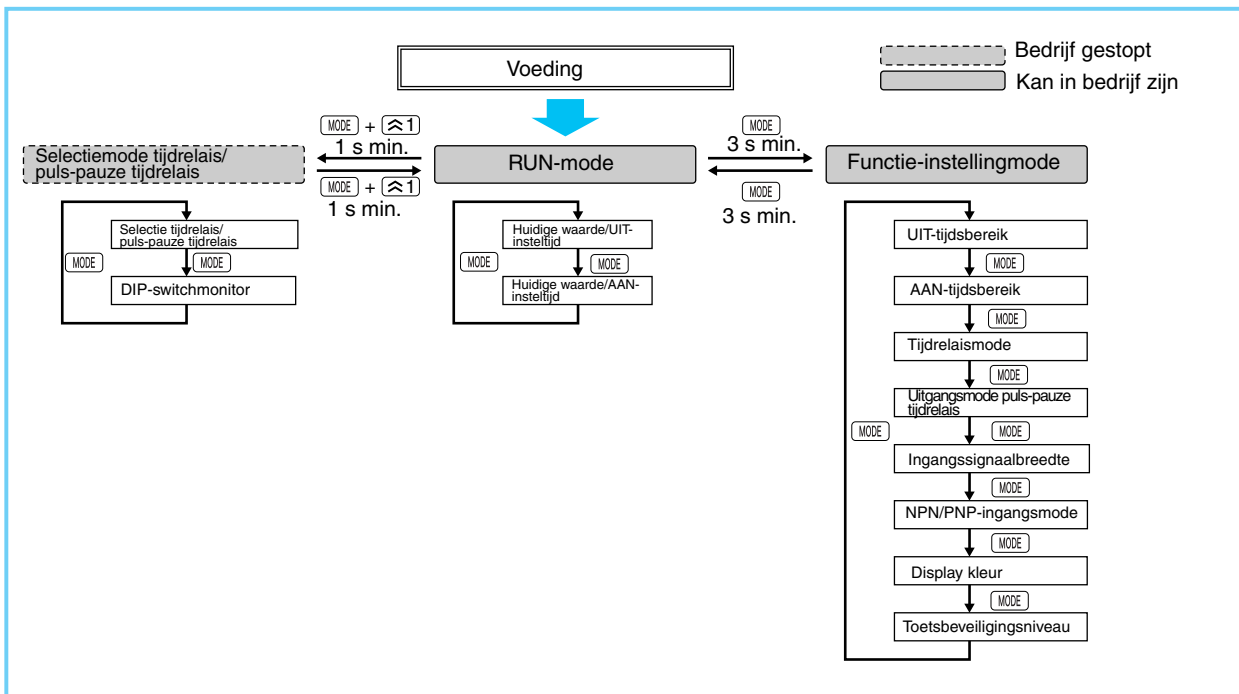 Bedrijf gestopt
Voeding
Kan in bedrijf zijn
MODE + 1
1 s min.
MODE
3 s min.
Selectiemode tijdrelais/
puls-pauze tijdrelais
RUN-mode
Functie-instellingmode
MODE + 1
1 s min.
MODE
3 s min.
Selectie tijdrelais/
puls-pauze tijdrelais
MODE
MODE
DIP-switchmonitor
Huidige waarde/UIT-
insteltijd
MODE
MODE
Huidige waarde/AAN-
insteltijd
UIT-tijdsbereik
MODE
AAN-tijdsbereik
MODE
Tijdrelaismode
MODE
Uitgangsmode puls-pauze
tijdrelais
MODE
MODE
Ingangssignaalbreedte
MODE
NPN/PNP-ingangsmode
MODE
Display kleur
MODE
Toetsbeveiligingsniveau